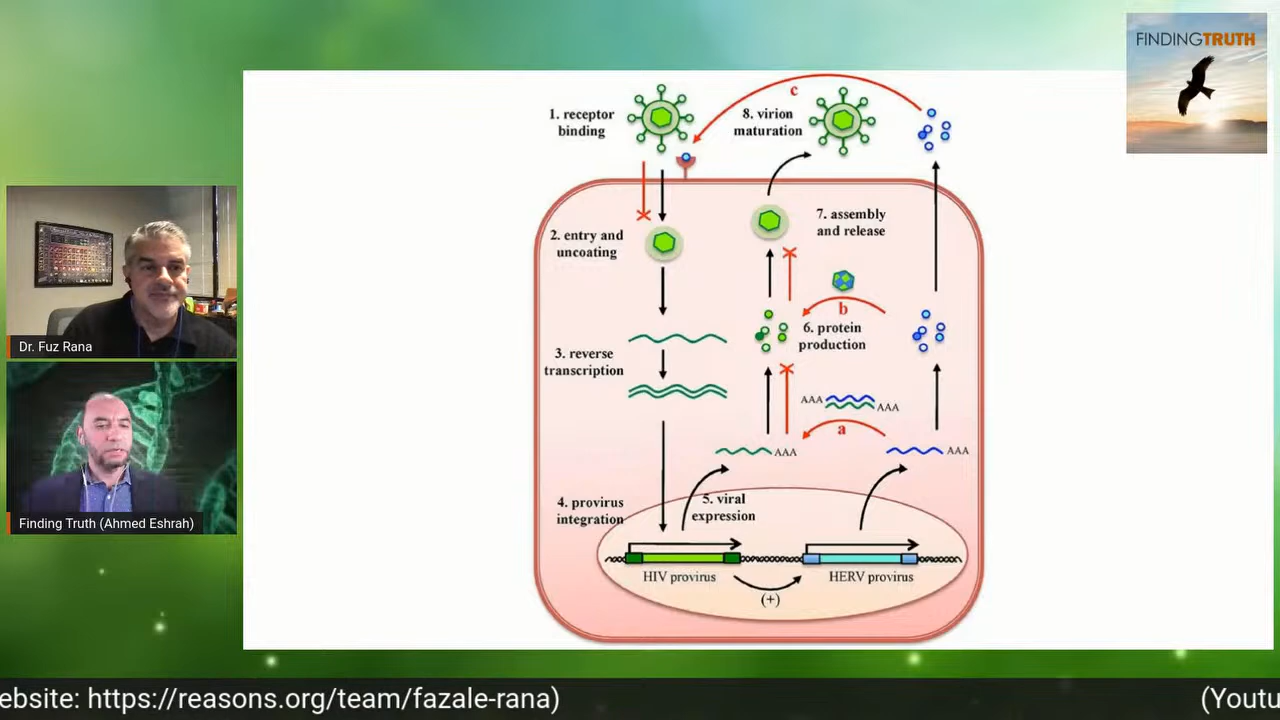 FINDINGTRUTH
c
1. receptor
binding
8. virion
maturation
2. entry and
uncoating
7. assembly
and release
b
6. protein
production
3. reverse
transcription
AAA
AAA
a
AAA
AAA
4. provirus
integration
5. viral
expression
HIV provirus
HERV provirus
(+)
Dr. Fuz Rana
Finding Truth (Ahmed Eshrah)
ebsite: https://reasons.org/team/fazale-rana)
(Youtu